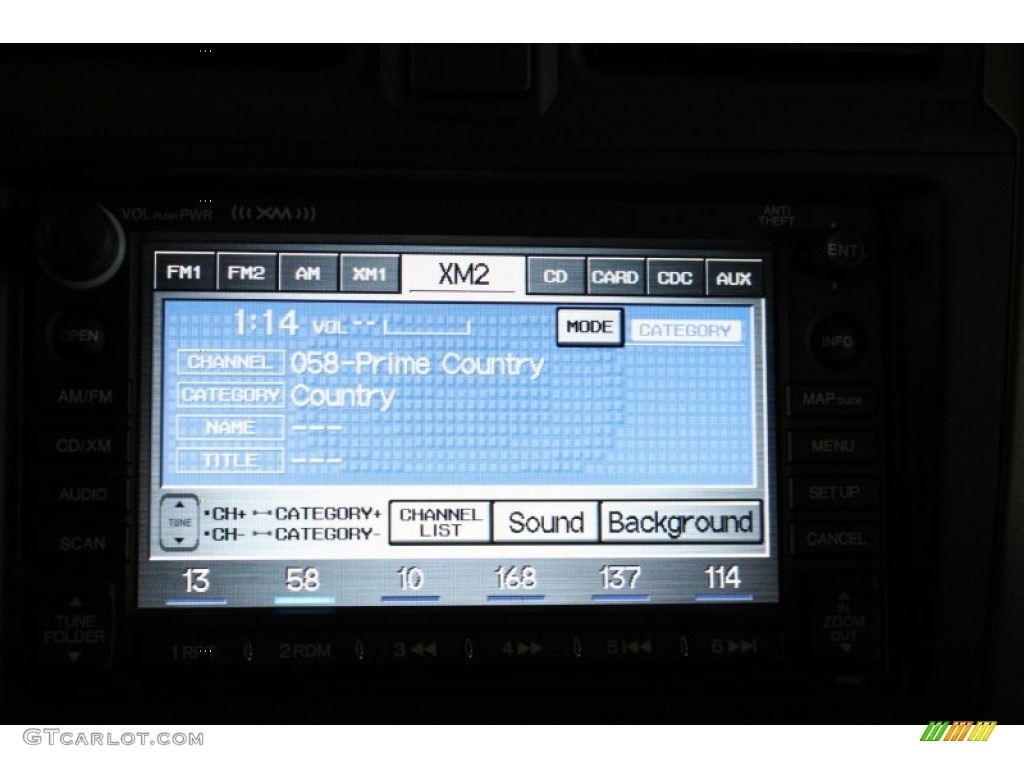 VOL PUSH PWR (((XM)))
ANTI THEFT
ENT
FM1 FM2 AM XM1 XM2 CD CARD CDC AUX
1:14 VOL -- MODE CATEGORY
OPEN
INFO
CHANNEL 058-Prime Country
AM/FM
CATEGORY Country
MAP GUIDE
NAME ---
CD/XM
MENU
TITLE ---
AUDIO
SETUP
TUNE
•CH+ ↔CATEGORY+
•CH- ↔CATEGORY-
CHANNEL LIST
Sound
Background
SCAN
CANCEL
13 58 10 168 137 114
TUNE FOLDER
IN ZOOM OUT
1 RPT 2 RDM 3 ◀◀ 4 ▶▶ 5 |◀◀ 6 ▶▶|
GTCARLOT.COM